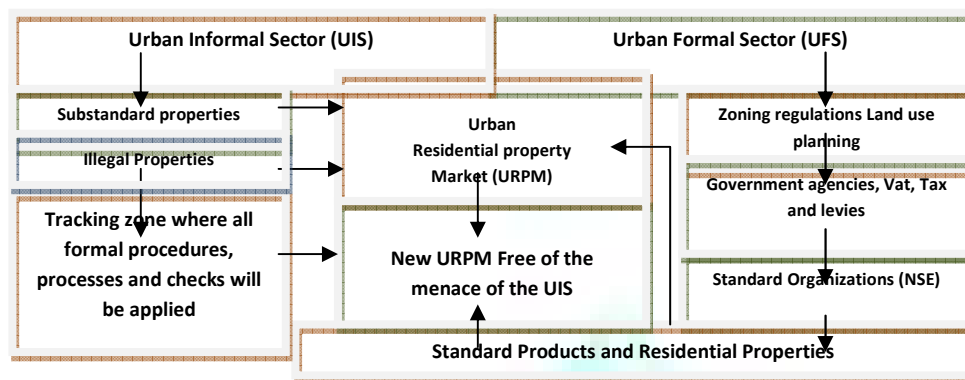 Urban Informal Sector (UIS)
Urban Formal Sector (UFS)
Substandard properties
Illegal Properties
Tracking zone where all
formal procedures,
processes and checks will
be applied
Urban
Residential property
Market (URPM)
New URPM Free of the
menace of the UIS
Zoning regulations Land use
planning
Government agencies, Vat, Tax
and levies
Standard Organizations (NSE)
Standard Products and Residential Properties